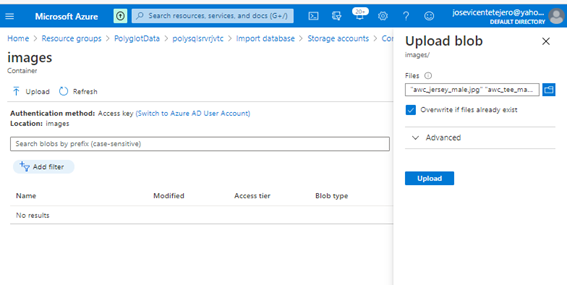 Microsoft Azure
Search resources, services, and docs (G+/)
20+
josevicentetejero@yaho...
DEFAULT DIRECTORY
Home > Resource groups > PolyglotData > polysqlsrvrjvtc > Import database > Storage accounts > Co
images
Container
Upload Refresh
Authentication method: Access key (Switch to Azure AD User Account)
Location: images
Search blobs by prefix (case-sensitive)
Add filter
Name Modified Access tier Blob type
No results
Upload blob
images/
Files
"awc_jersey_male.jpg" "awc_tee_ma...
Overwrite if files already exist
Advanced
Upload